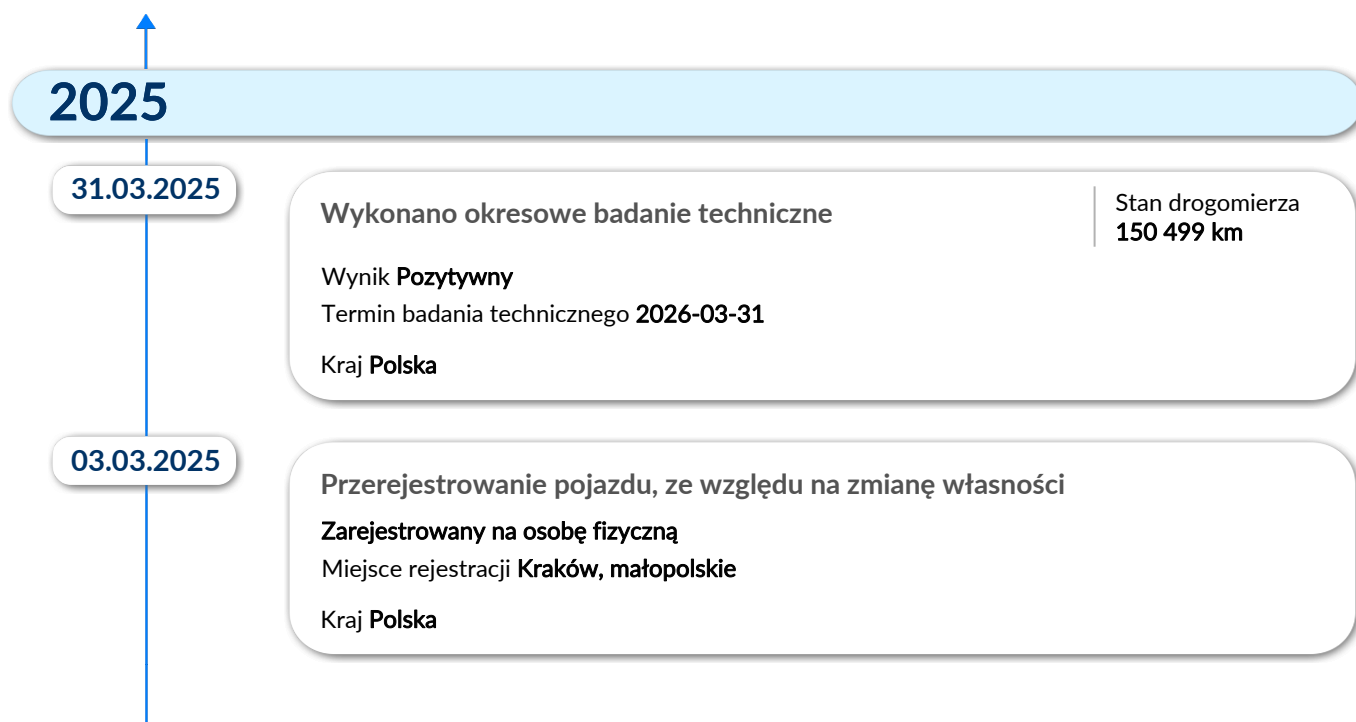 2025
31.03.2025
Wykonano okresowe badanie techniczne
Stan drogomierza
150 499 km
Wynik Pozytywny
Termin badania technicznego 2026-03-31
Kraj Polska
03.03.2025
Przerejestrowanie pojazdu, ze względu na zmianę własności
Zarejestrowany na osobę fizyczną
Miejsce rejestracji Kraków, małopolskie
Kraj Polska